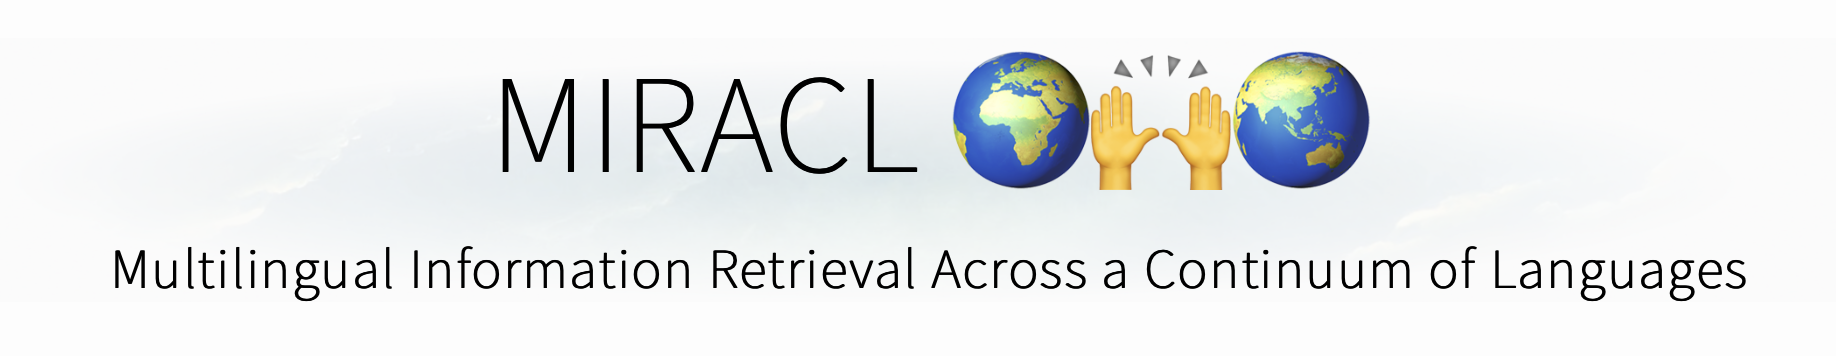 MIRACL 🌍🙌🌏
Multilingual Information Retrieval Across a Continuum of Languages